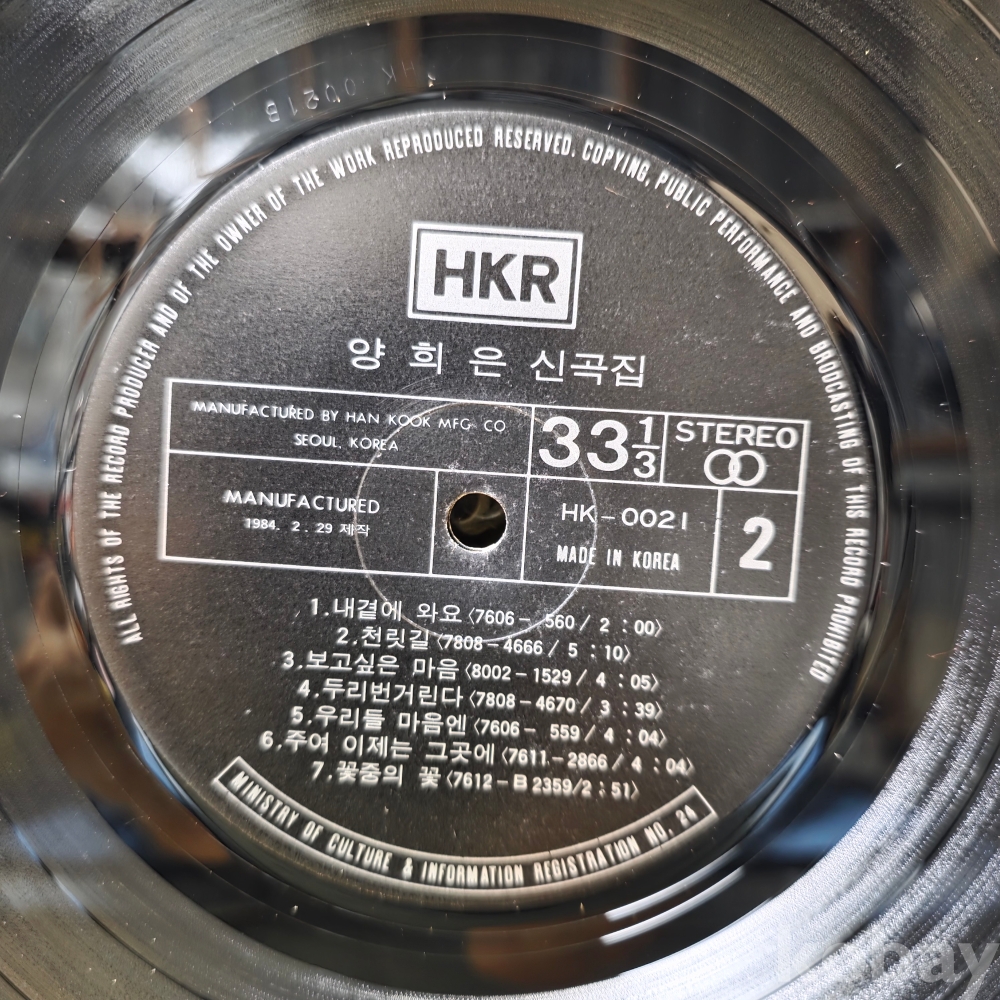 HK 0021B
ALL RIGHTS OF THE RECORD PRODUCER AND OF THE OWNER OF THE WORK REPRODUCED RESERVED. COPYING, PUBLIC PERFORMANCE AND BROADCASTING OF THIS RECORD PROHIBITED
HKR
양 희 은 신곡집
MANUFACTURED BY HAN KOOK MFG. CO
SEOUL, KOREA
33 1/3
STEREO
MANUFACTURED
1984. 2. 29 제작
HK-0021
MADE IN KOREA
2
1.내곁에 와요〈7606-560/2:00〉
2.천릿길〈7808-4666/5:10〉
3.보고싶은 마음〈8002-1529/4:05〉
4.두리번거린다〈7808-4670/3:39〉
5.우리들 마음엔〈7606-559/4:04〉
6.주여 이제는 그곳에〈7611-2866/4:04〉
7.꽃중의 꽃〈7612-B2359/2:51〉
MINISTRY OF CULTURE & INFORMATION REGISTRATION NO. 24